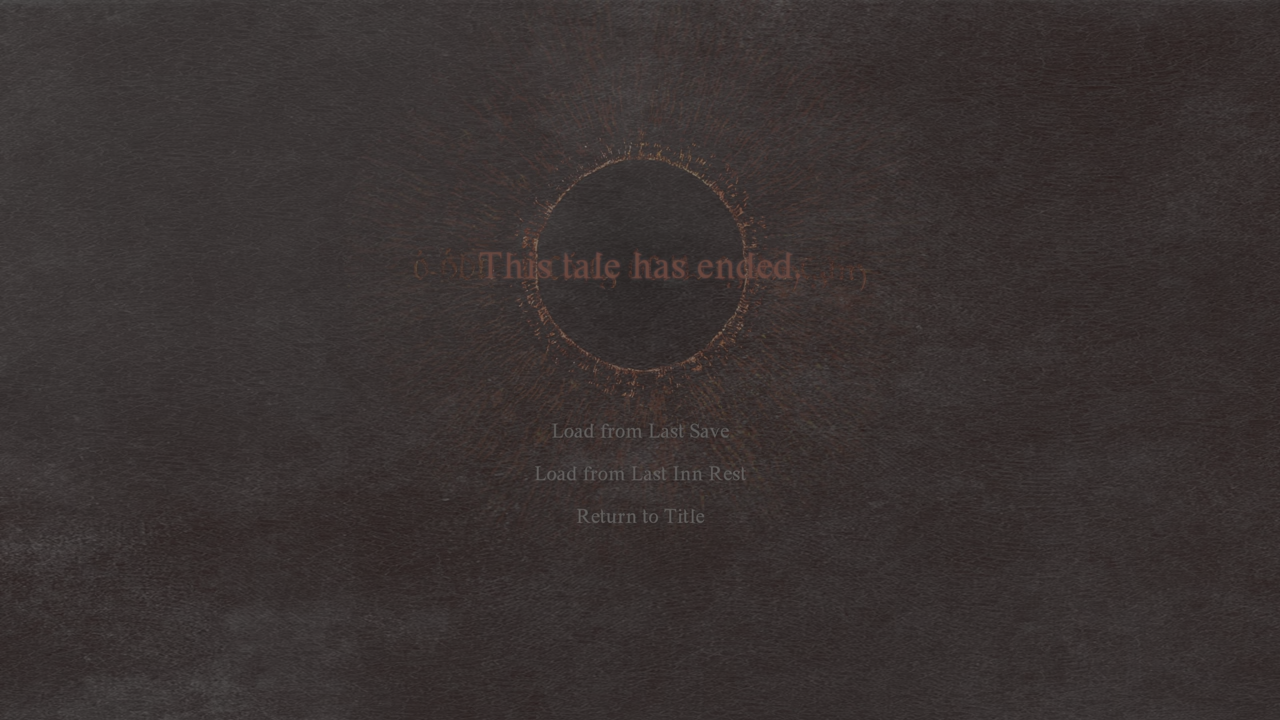 This tale has ended.
Load from Last Save
Load from Last Inn Rest
Return to Title